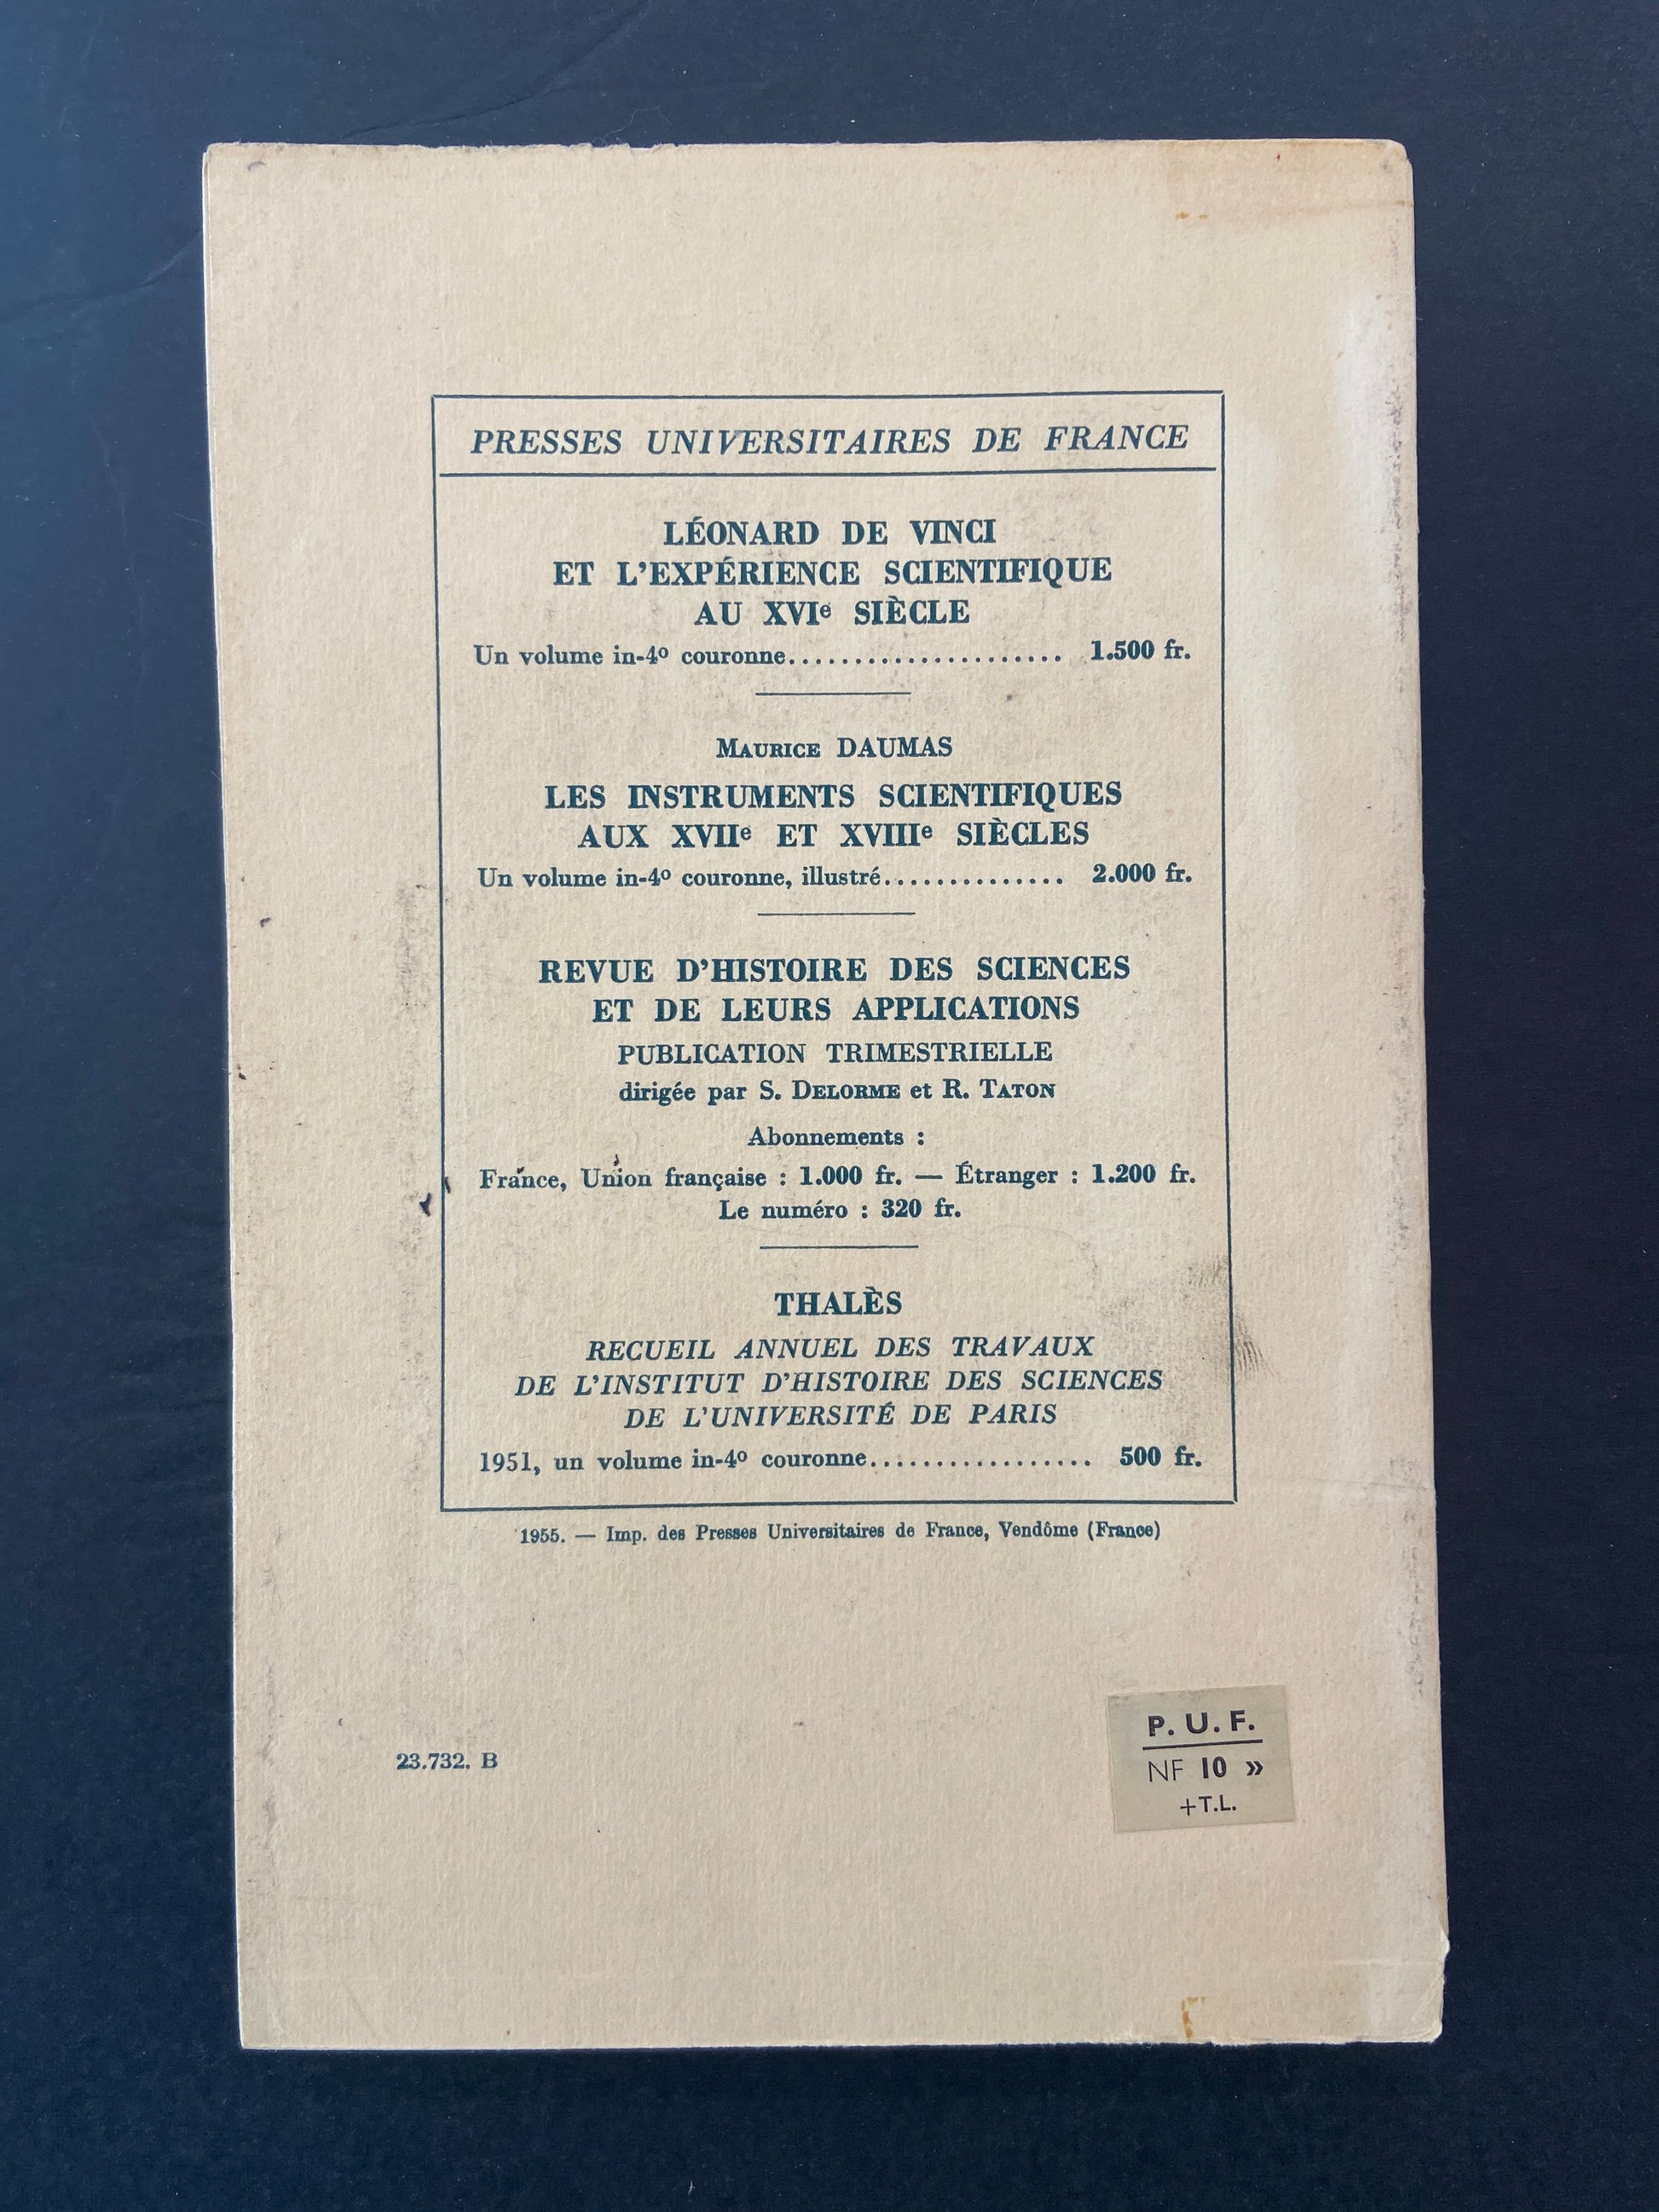 PRESSES UNIVERSITAIRES DE FRANCE
LÉONARD DE VINCI
ET L'EXPÉRIENCE SCIENTIFIQUE
AU XVIe SIÈCLE
Un volume in-4o couronne..................... 1.500 fr.
Maurice DAUMAS
LES INSTRUMENTS SCIENTIFIQUES
AUX XVIIe ET XVIIIe SIÈCLES
Un volume in-4o couronne, illustré.............. 2.000 fr.
REVUE D'HISTOIRE DES SCIENCES
ET DE LEURS APPLICATIONS
PUBLICATION TRIMESTRIELLE
dirigée par S. Delorme et R. Taton
Abonnements :
France, Union française : 1.000 fr. — Étranger : 1.200 fr.
Le numéro : 320 fr.
THALÈS
RECUEIL ANNUEL DES TRAVAUX
DE L'INSTITUT D'HISTOIRE DES SCIENCES
DE L'UNIVERSITÉ DE PARIS
1951, un volume in-4o couronne................. 500 fr.
1955. — Imp. des Presses Universitaires de France, Vendôme (France)
P. U. F.
NF 10 »
+T.L.
23.732. B